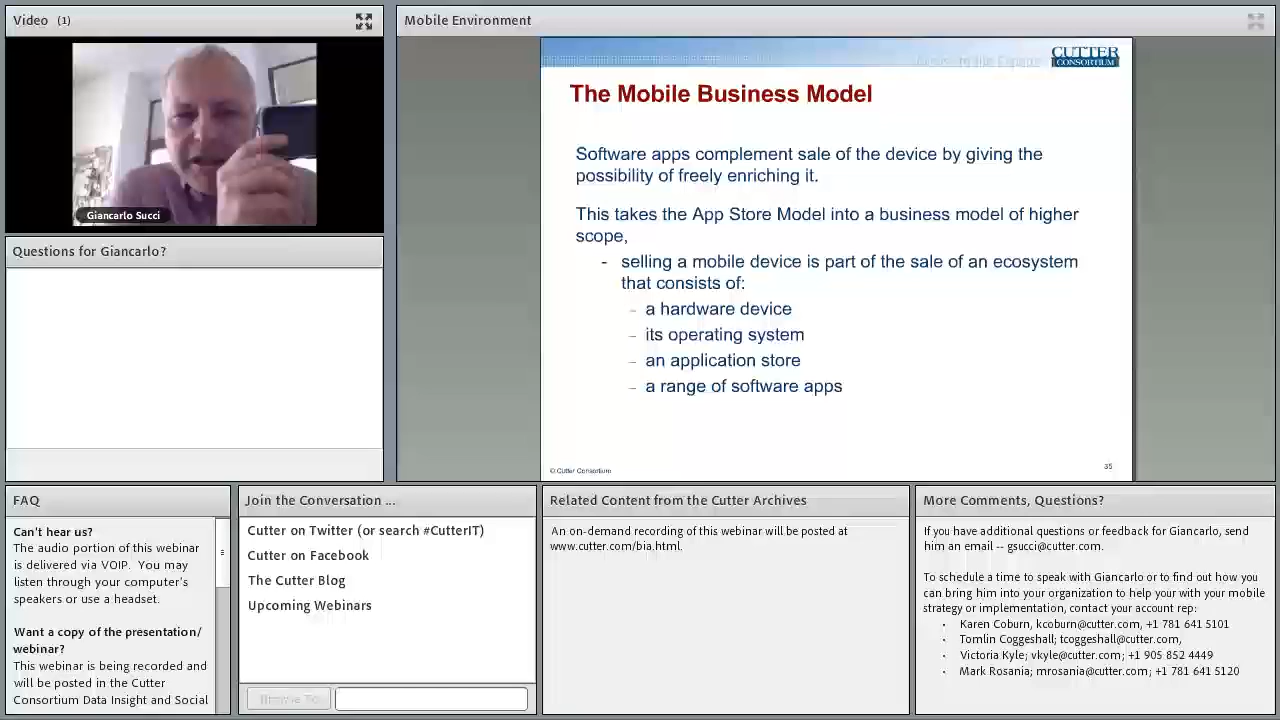 Video (1)
Giancarlo Succi
Questions for Giancarlo?
Mobile Environment
CUTTER
CONSORTIUM
The Mobile Business Model
Software apps complement sale of the device by giving the
possibility of freely enriching it.
This takes the App Store Model into a business model of higher
scope,
- selling a mobile device is part of the sale of an ecosystem
that consists of:
– a hardware device
– its operating system
– an application store
– a range of software apps
© Cutter Consortium
35
FAQ
Can't hear us?
The audio portion of this webinar
is delivered via VOIP. You may
listen through your computer's
speakers or use a headset.
Want a copy of the presentation/
webinar?
This webinar is being recorded and
will be posted in the Cutter
Consortium Data Insight and Social
Join the Conversation ...
Cutter on Twitter (or search #CutterIT)
Cutter on Facebook
The Cutter Blog
Upcoming Webinars
Browse To
Related Content from the Cutter Archives
An on-demand recording of this webinar will be posted at
www.cutter.com/bia.html.
More Comments, Questions?
If you have additional questions or feedback for Giancarlo, send
him an email -- gsucci@cutter.com.
To schedule a time to speak with Giancarlo or to find out how you
can bring him into your organization to help your with your mobile
strategy or implementation, contact your account rep:
• Karen Coburn, kcoburn@cutter.com, +1 781 641 5101
• Tomlin Coggeshall; tcoggeshall@cutter.com,
• Victoria Kyle; vkyle@cutter.com; +1 905 852 4449
• Mark Rosania; mrosania@cutter.com; +1 781 641 5120